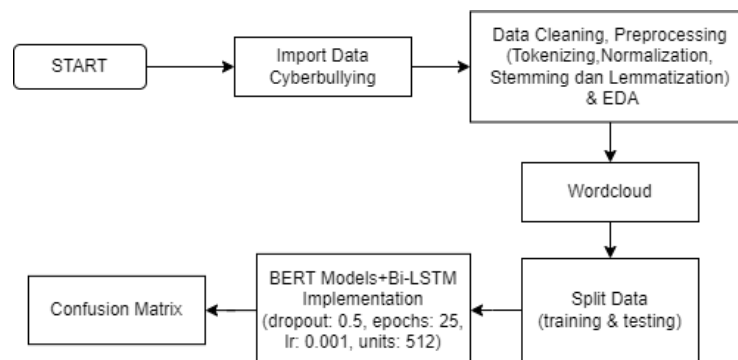 START
Import Data
Cyberbullying
Data Cleaning, Preprocessing
(Tokenizing,Normalization,
Stemming dan Lemmatization)
& EDA
Wordcloud
Split Data
(training & testing)
BERT Models+Bi-LSTM
Implementation
(dropout: 0.5, epochs: 25,
lr: 0.001, units: 512)
Confusion Matrix